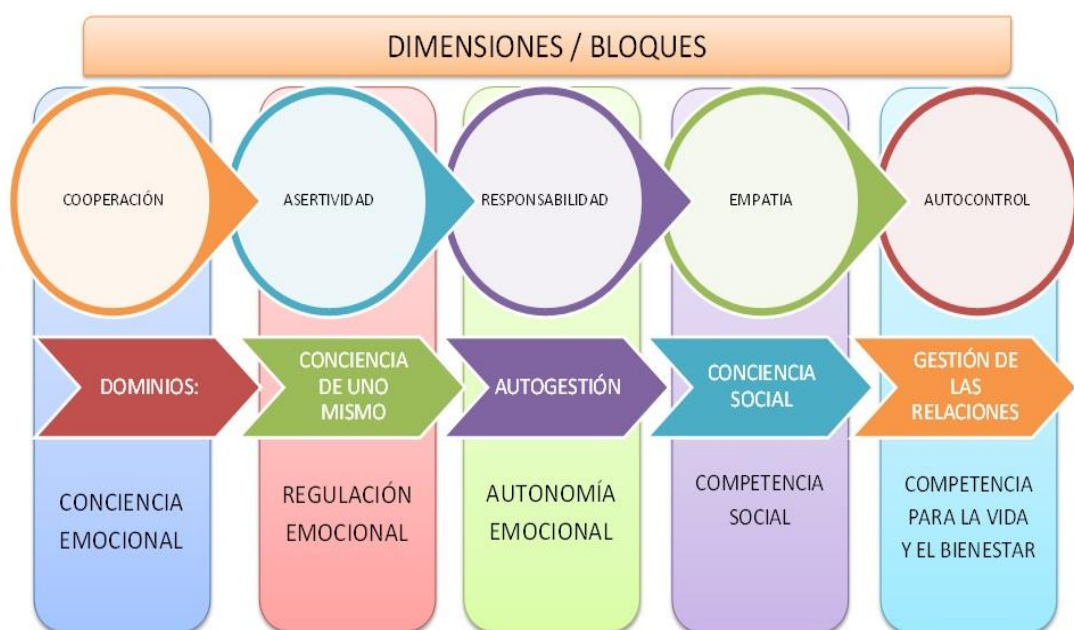 DIMENSIONES / BLOQUES
COOPERACIÓN
ASERTIVIDAD
RESPONSABILIDAD
EMPATIA
AUTOCONTROL
DOMINIOS:
CONCIENCIA
DE UNO
MISMO
AUTOGESTIÓN
CONCIENCIA
SOCIAL
GESTIÓN DE
LAS
RELACIONES
CONCIENCIA
EMOCIONAL
REGULACIÓN
EMOCIONAL
AUTONOMÍA
EMOCIONAL
COMPETENCIA
SOCIAL
COMPETENCIA
PARA LA VIDA
Y EL BIENESTAR